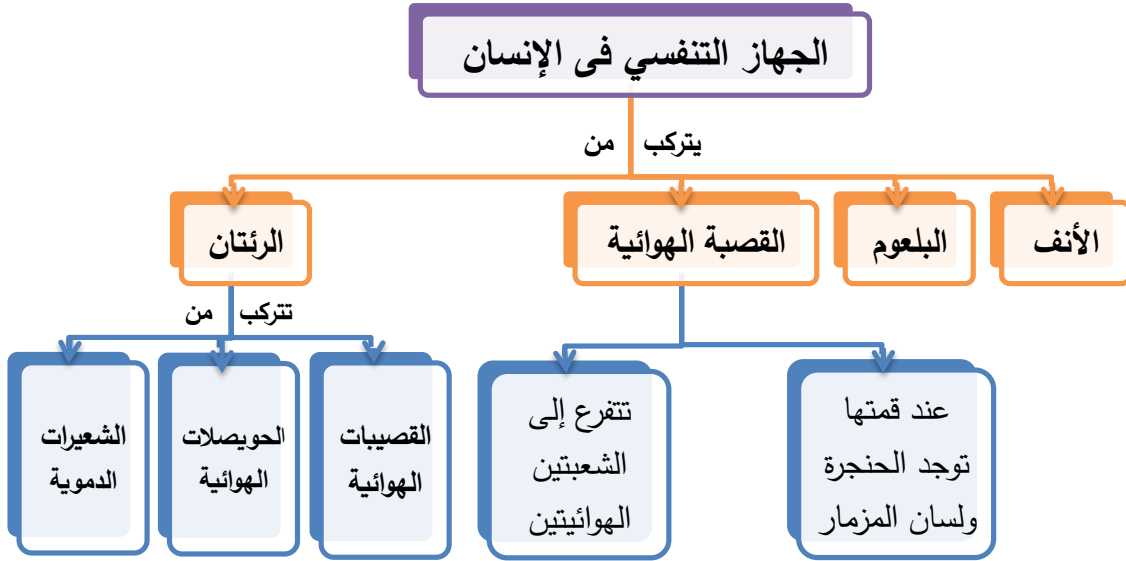 الجهاز التنفسي فى الإنسان
يتركب من
الأنف
البلعوم
القصبة الهوائية
الرئتان
تتركب من
عند قمتها
توجد الحنجرة
ولسان المزمار
تتفرع إلى
الشعبتين
الهوائيتين
القصيبات
الهوائية
الحويصلات
الهوائية
الشعيرات
الدموية